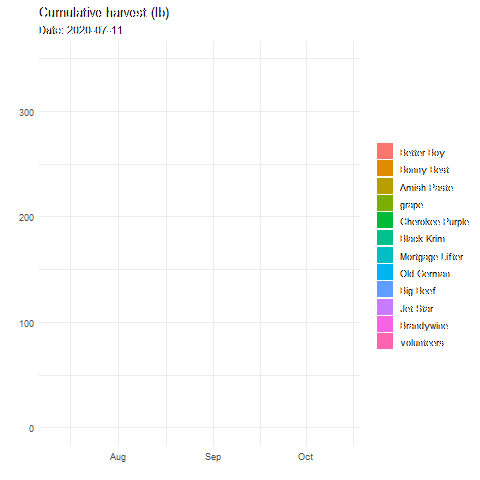 Cumulative harvest (lb)
Date: 2020-07-11
300
200
100
0
Aug Sep Oct
Better Boy
Bonny Best
Amish Paste
grape
Cherokee Purple
Black Krim
Mortgage Lifter
Old German
Big Beef
Jet Star
Brandywine
Volunteers